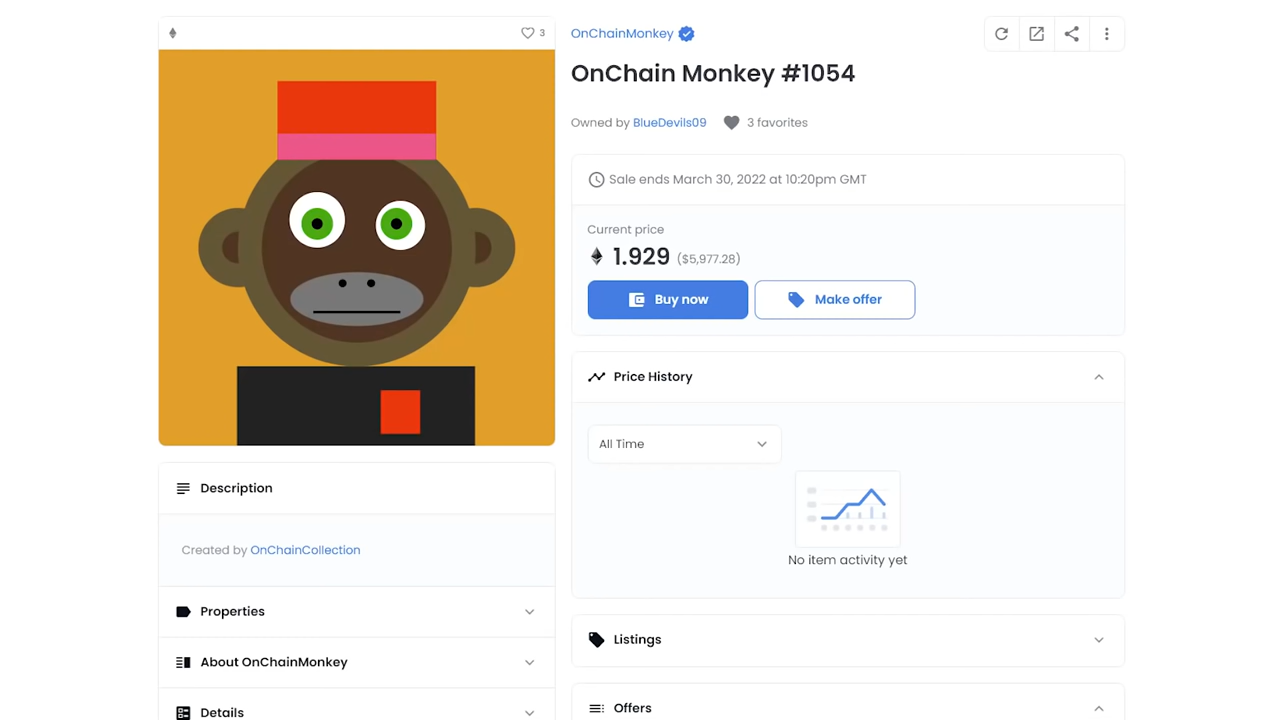 3
OnChainMonkey
OnChain Monkey #1054
Owned by BlueDevils09 3 favorites
Sale ends March 30, 2022 at 10:20pm GMT
Current price
1.929 ($5,977.28)
Buy now
Make offer
Price History
All Time
No item activity yet
Listings
Offers
Description
Created by OnChainCollection
Properties
About OnChainMonkey
Details